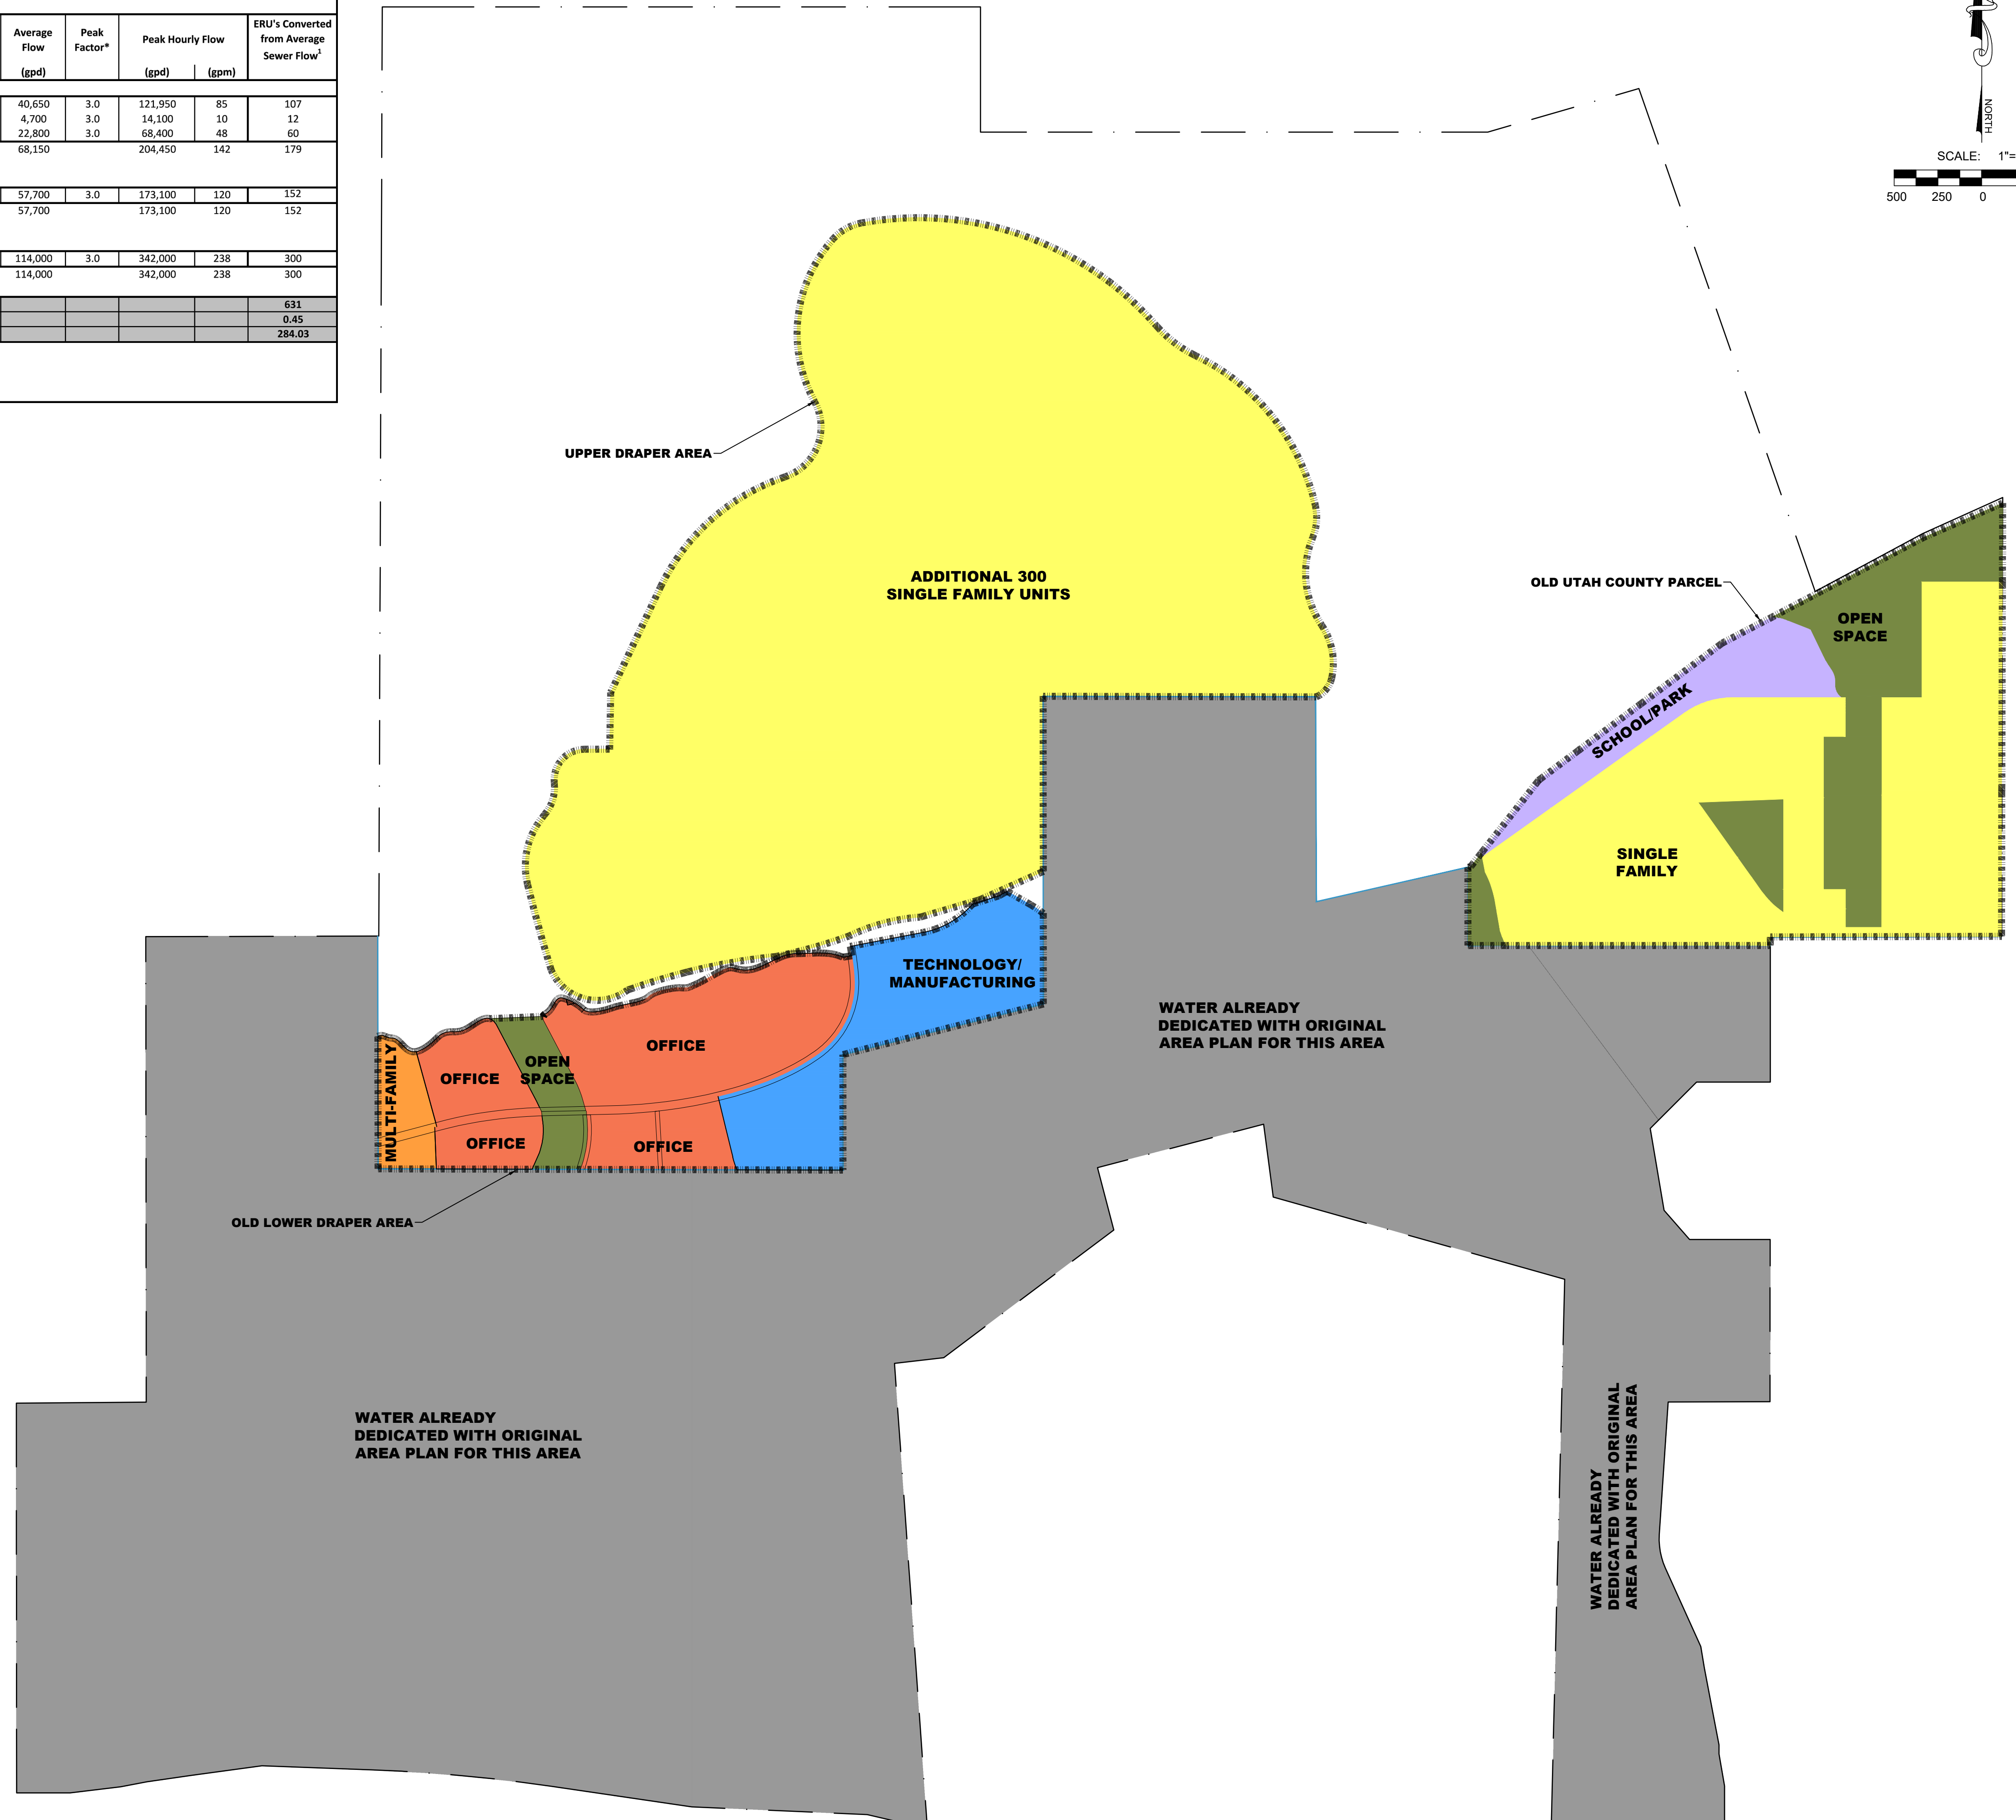 Average Flow (gpd) Peak Factor* Peak Hourly Flow (gpd) (gpm) ERU's Converted from Average Sewer Flow1
40,650 3.0 121,950 85 107
4,700 3.0 14,100 10 12
22,800 3.0 68,400 48 60
68,150 204,450 142 179
57,700 3.0 173,100 120 152
57,700 173,100 120 152
114,000 3.0 342,000 238 300
114,000 342,000 238 300
631
0.45
284.03
NORTH
SCALE: 1"=
500 250 0
UPPER DRAPER AREA
ADDITIONAL 300
SINGLE FAMILY UNITS
OLD UTAH COUNTY PARCEL
OPEN
SPACE
SCHOOL/PARK
SINGLE
FAMILY
TECHNOLOGY/
MANUFACTURING
WATER ALREADY
DEDICATED WITH ORIGINAL
AREA PLAN FOR THIS AREA
MULTI-FAMILY
OFFICE
OPEN
SPACE
OFFICE
OFFICE
OFFICE
OLD LOWER DRAPER AREA
WATER ALREADY
DEDICATED WITH ORIGINAL
AREA PLAN FOR THIS AREA
WATER ALREADY
DEDICATED WITH ORIGINAL
AREA PLAN FOR THIS AREA